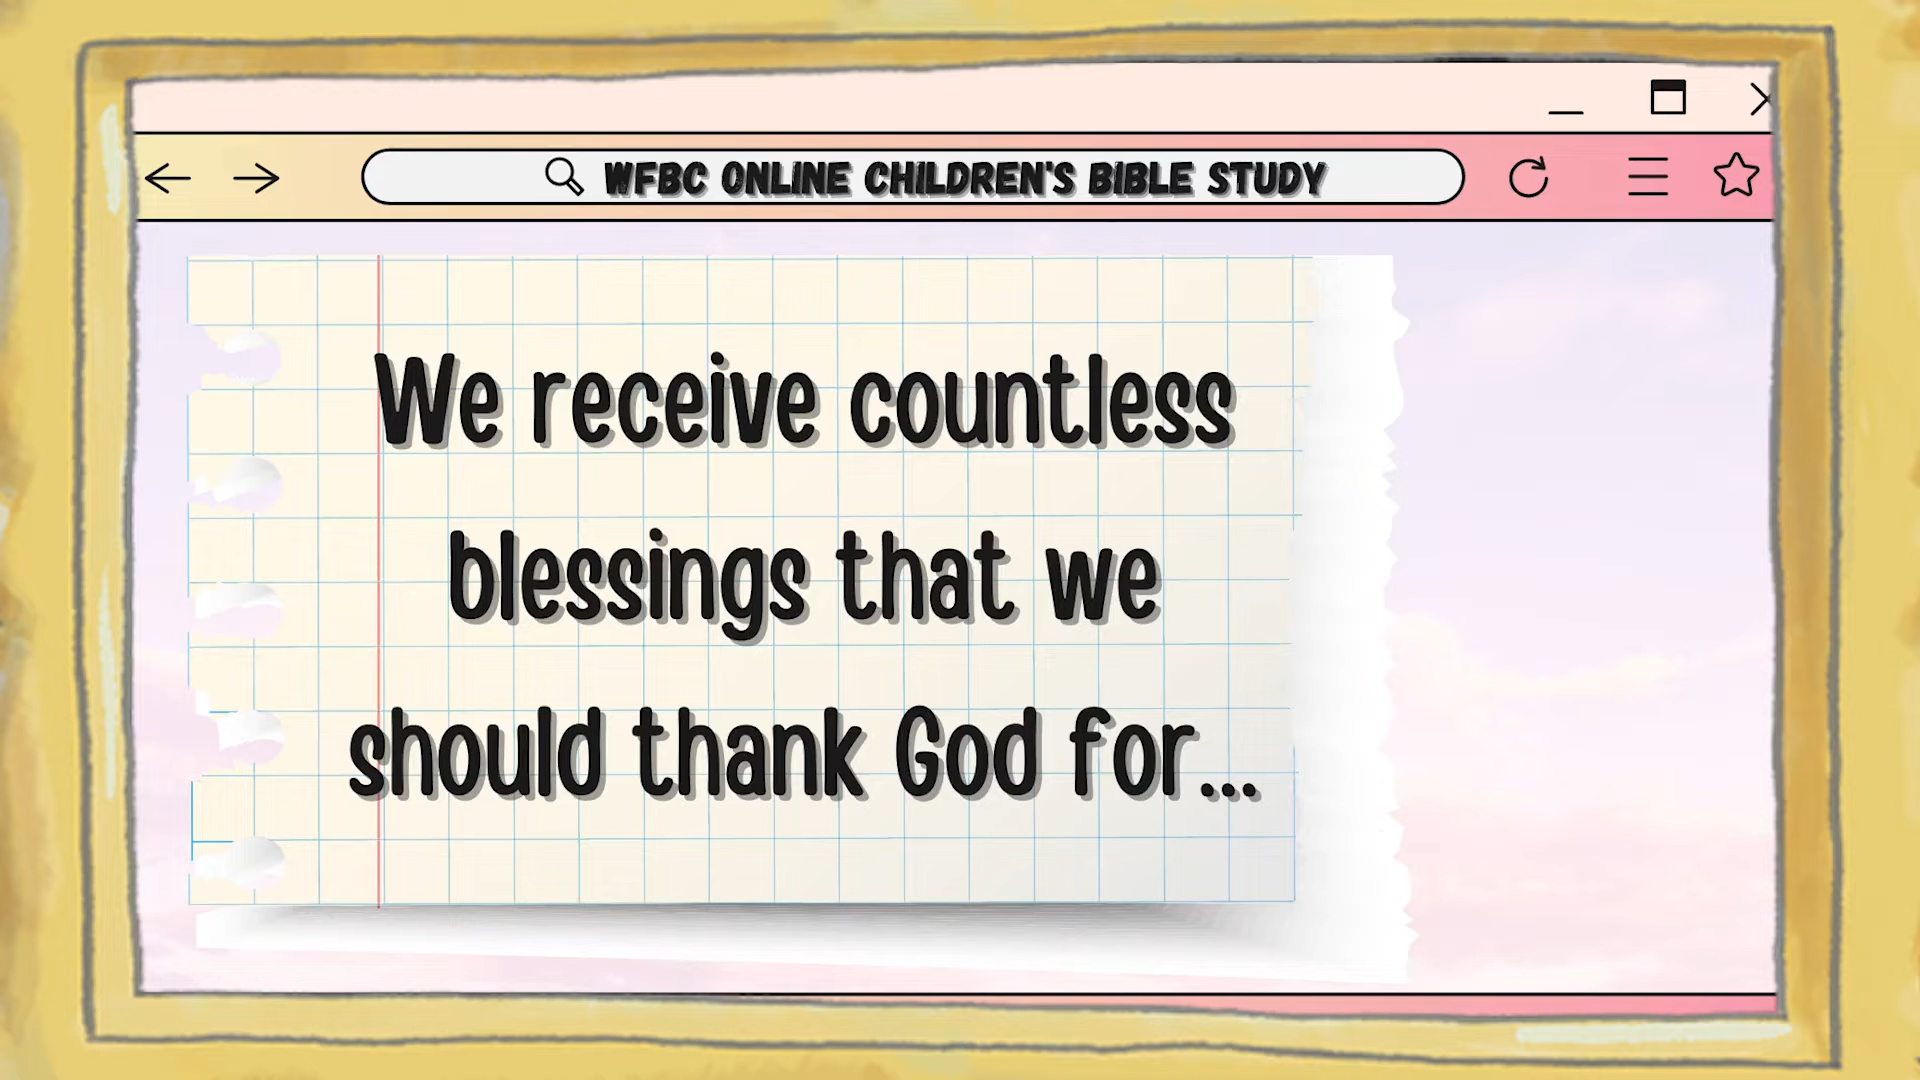 WFBC ONLINE CHILDREN'S BIBLE STUDY
We receive countless
blessings that we
should thank God for...